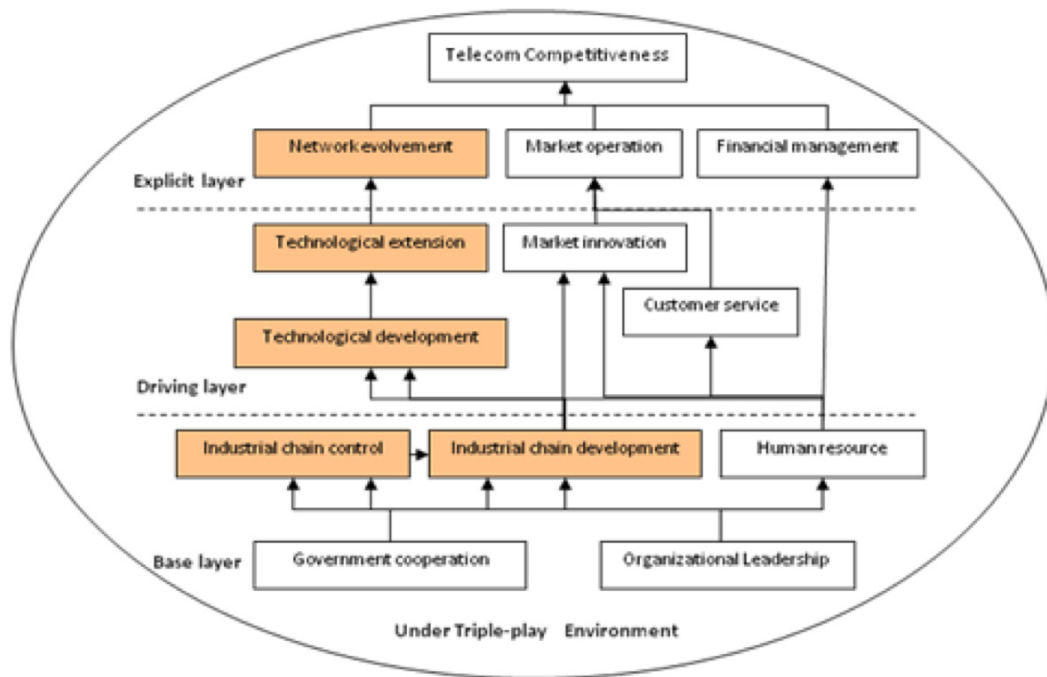 Telecom Competitiveness
Network evolvement
Market operation
Financial management
Explicit layer
Technological extension
Market innovation
Customer service
Technological development
Driving layer
Industrial chain control
Industrial chain development
Human resource
Base layer
Government cooperation
Organizational Leadership
Under Triple-play Environment